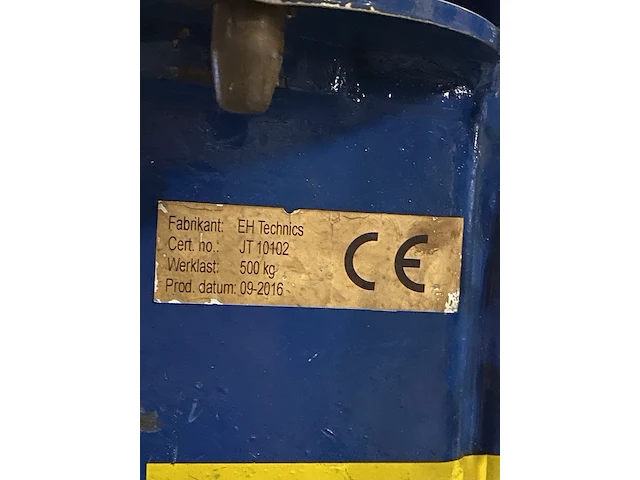 Fabrikant: EH Technics
Cert. no.: JT 10102
Werklast: 500 kg
Prod. datum: 09-2016
CE